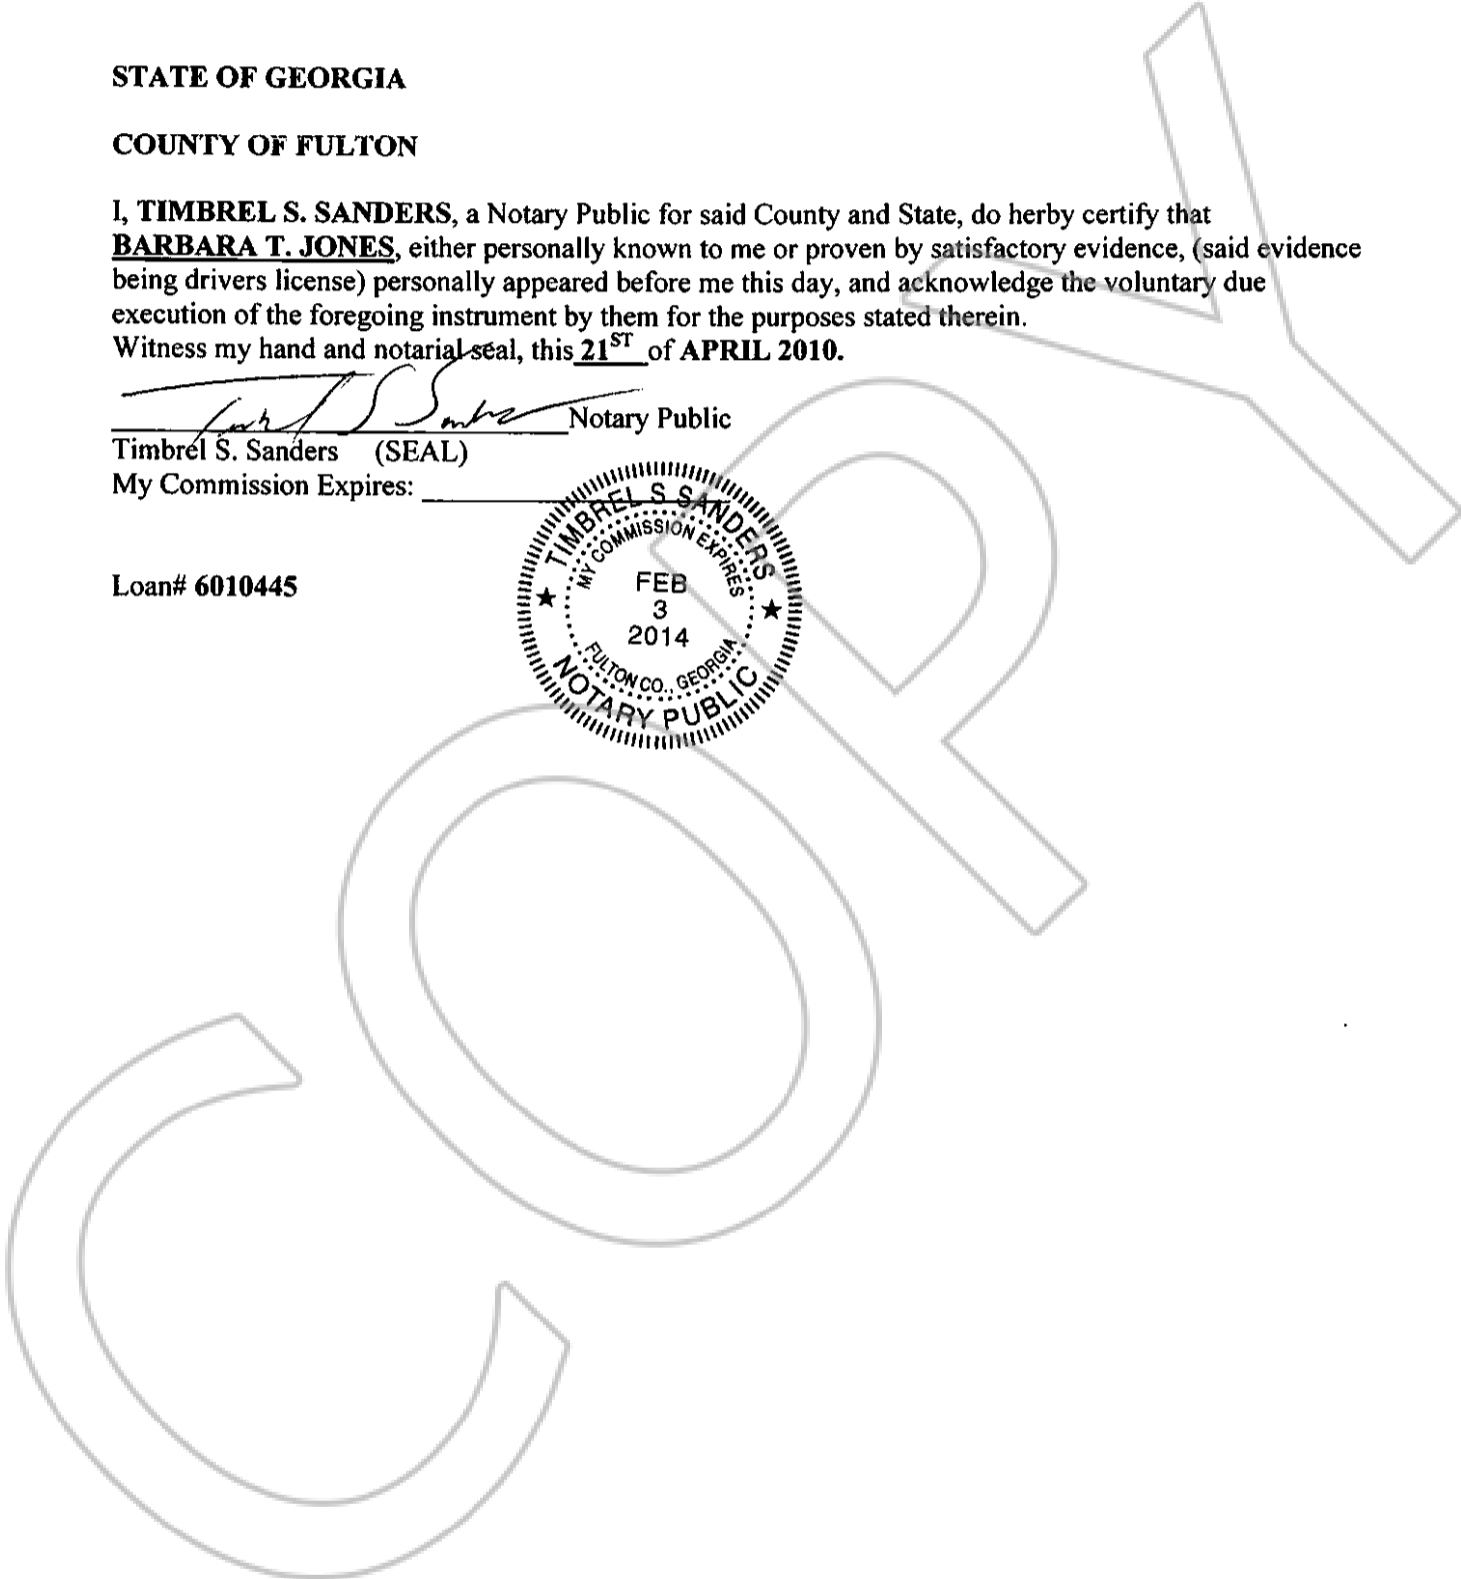 STATE OF GEORGIA
COUNTY OF FULTON
I, TIMBREL S. SANDERS, a Notary Public for said County and State, do herby certify that
BARBARA T. JONES, either personally known to me or proven by satisfactory evidence, (said evidence
being drivers license) personally appeared before me this day, and acknowledge the voluntary due
execution of the foregoing instrument by them for the purposes stated therein.
Witness my hand and notarial seal, this 21ST of APRIL 2010.
Notary Public
Timbrel S. Sanders (SEAL)
My Commission Expires:
TIMBREL S SANDERS
MY COMMISSION EXPIRES
FEB
3
2014
FULTON CO., GEORGIA
NOTARY PUBLIC
Loan# 6010445
COPY